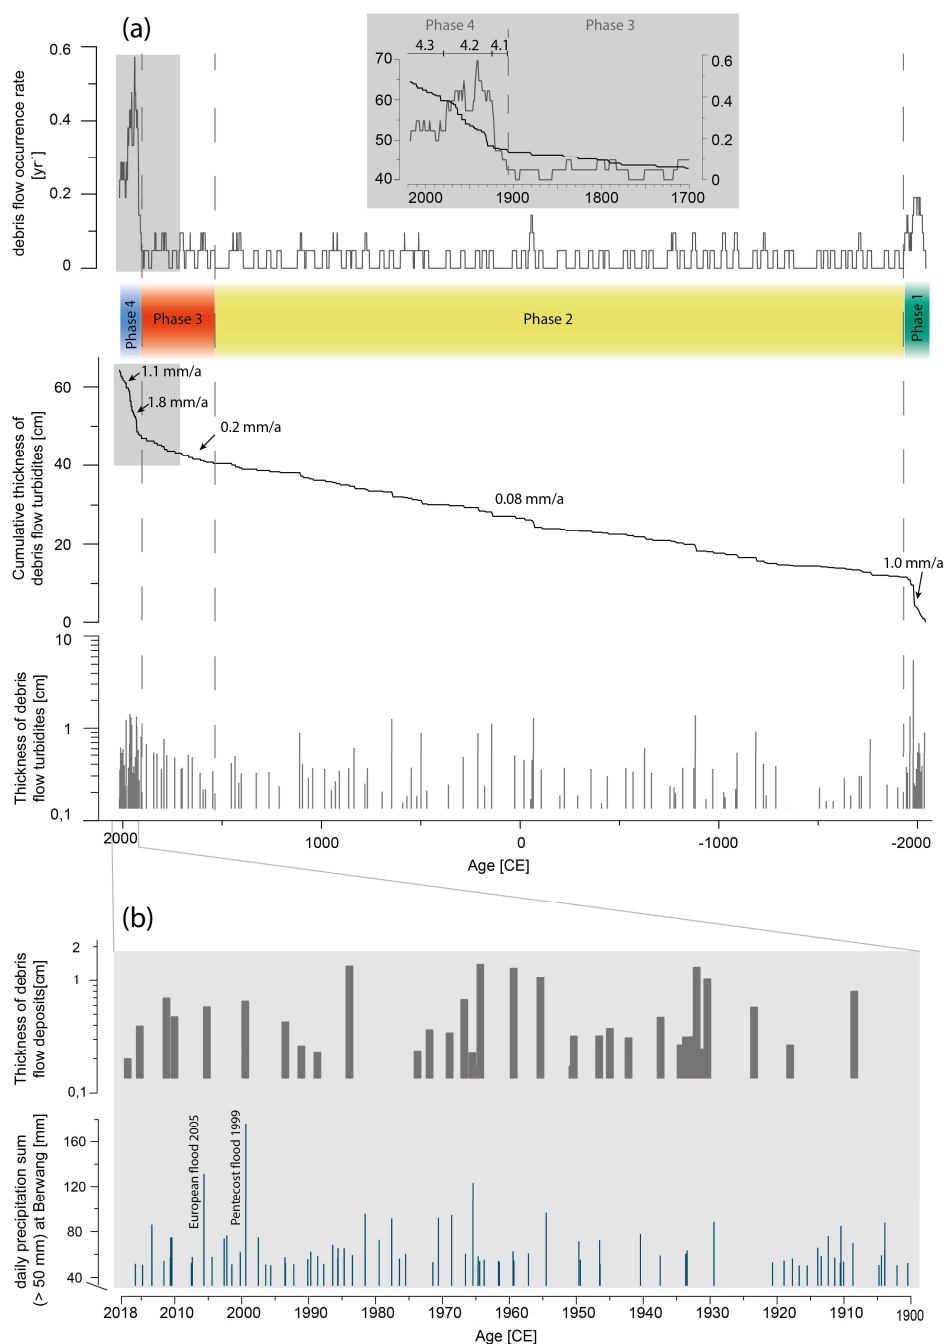 (a)
Phase 4
Phase 3
4.3
4.2
4.1
70
60
50
40
0.6
0.4
0.2
0
2000
1900
1800
1700
debris flow occurrence rate
[yr⁻]
0.6
0.4
0.2
0
Phase 4
Phase 3
Phase 2
Phase 1
Cumulative thickness of
debris flow turbidites [cm]
60
40
20
0
1.1 mm/a
1.8 mm/a
0.2 mm/a
0.08 mm/a
1.0 mm/a
Thickness of debris
flow turbidites [cm]
10
1
0,1
2000
1000
0
-1000
-2000
Age [CE]
(b)
Thickness of debris
flow deposits[cm]
2
1
0,1
daily precipitation sum
(> 50 mm) at Berwang [mm]
160
120
80
40
European flood 2005
Pentecost flood 1999
2018
2010
2000
1990
1980
1970
1960
1950
1940
1930
1920
1910
1900
Age [CE]